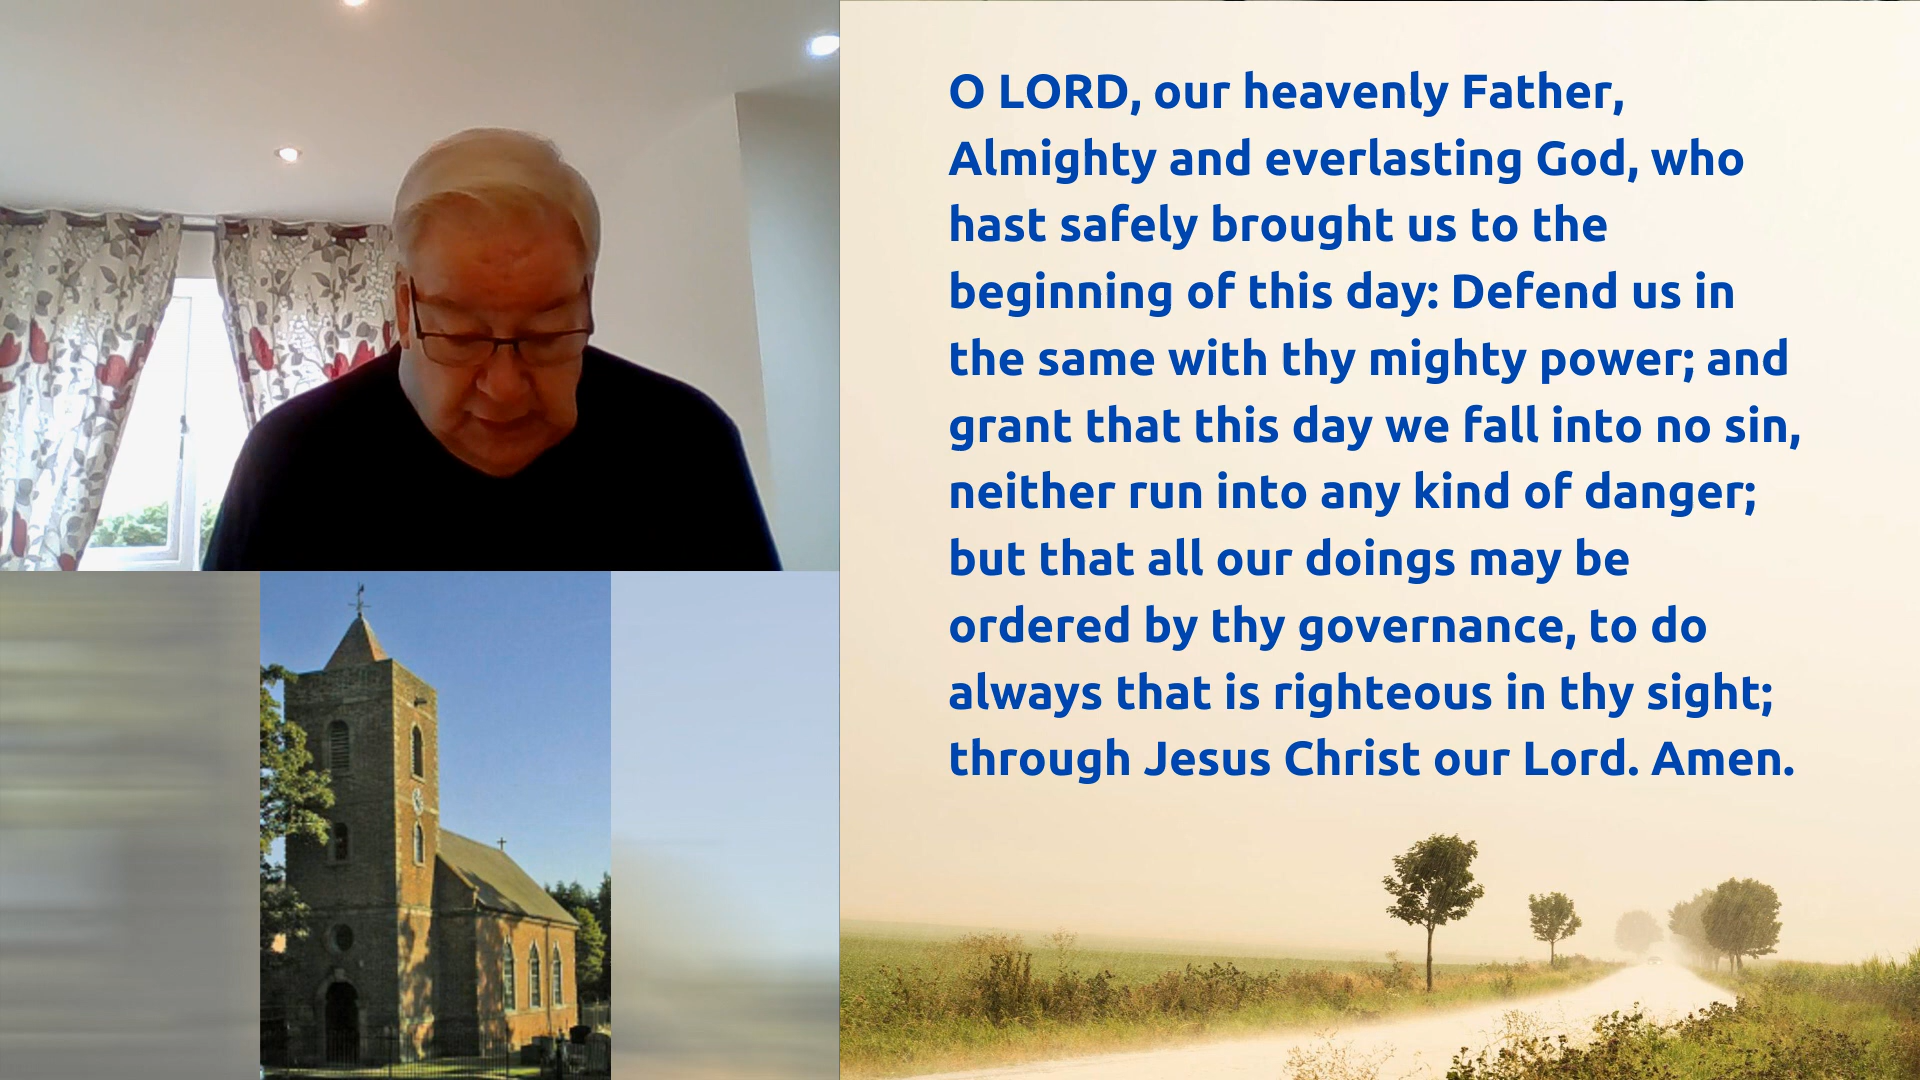 O LORD, our heavenly Father,
Almighty and everlasting God, who
hast safely brought us to the
beginning of this day: Defend us in
the same with thy mighty power; and
grant that this day we fall into no sin,
neither run into any kind of danger;
but that all our doings may be
ordered by thy governance, to do
always that is righteous in thy sight;
through Jesus Christ our Lord. Amen.